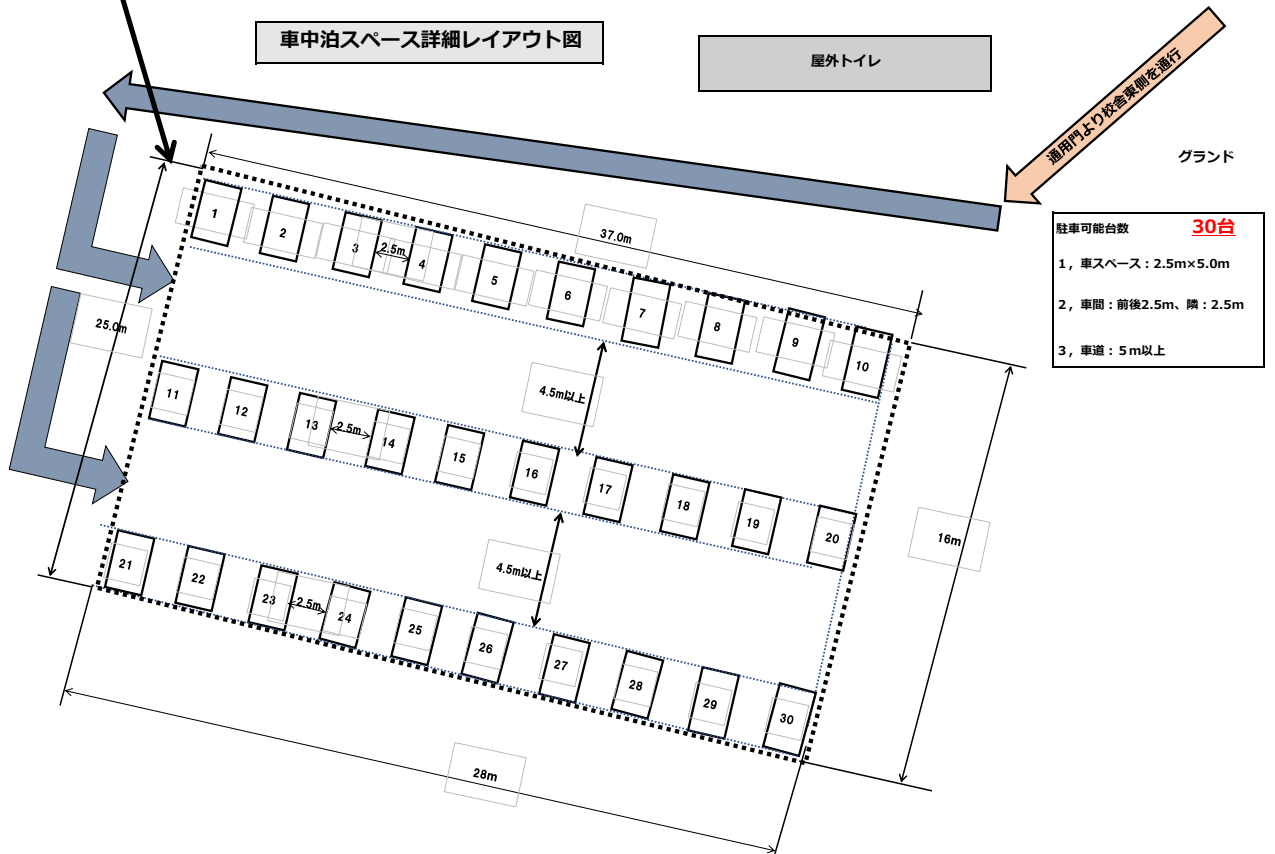 車中泊スペース詳細レイアウト図
屋外トイレ
通用門より校舎東側を通行
グランド
駐車可能台数 30台
1，車スペース：2.5m×5.0m
2，車間：前後2.5m、隣：2.5m
3，車道：５m以上
37.0m
1
2
3
2.5m
4
5
6
7
8
9
10
25.0m
4.5m以上
11
12
13
2.5m
14
15
16
17
18
19
20
16m
4.5m以上
21
22
23
2.5m
24
25
26
27
28
29
30
28m